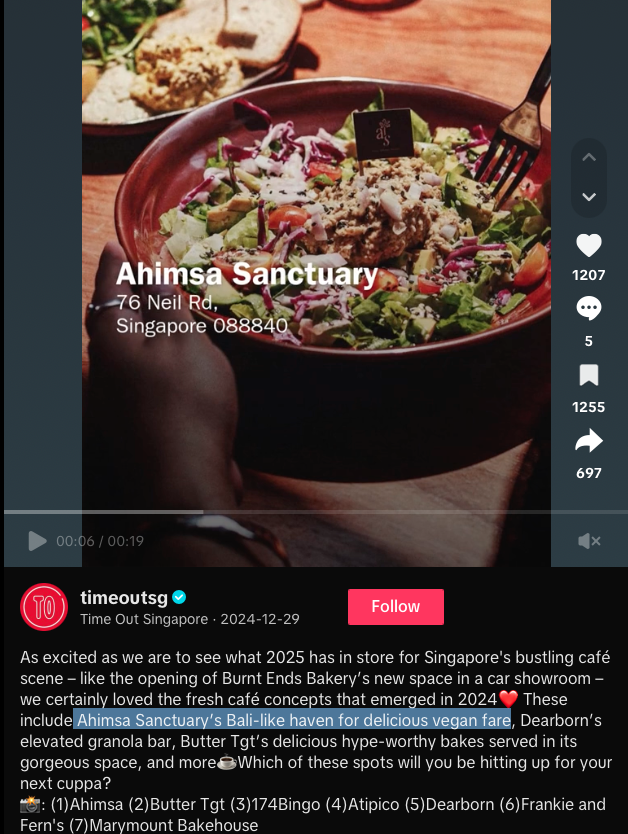 Ahimsa Sanctuary
76 Neil Rd,
Singapore 088840
1207
5
1255
697
00:06 / 00:19
TO
timeoutsg
Time Out Singapore · 2024-12-29
Follow
As excited as we are to see what 2025 has in store for Singapore's bustling café
scene – like the opening of Burnt Ends Bakery’s new space in a car showroom –
we certainly loved the fresh café concepts that emerged in 2024❤️ These
include Ahimsa Sanctuary’s Bali-like haven for delicious vegan fare, Dearborn’s
elevated granola bar, Butter Tgt’s delicious hype-worthy bakes served in its
gorgeous space, and more☕Which of these spots will you be hitting up for your
next cuppa?
📸: (1)Ahimsa (2)Butter Tgt (3)174Bingo (4)Atipico (5)Dearborn (6)Frankie and
Fern's (7)Marymount Bakehouse